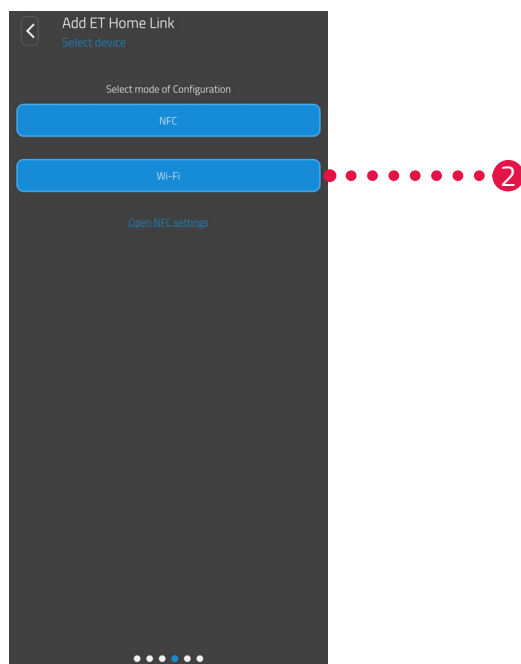 Add ET Home Link
Select device
Select mode of Configuration
NFC
Wi-Fi
2
Open NFC settings